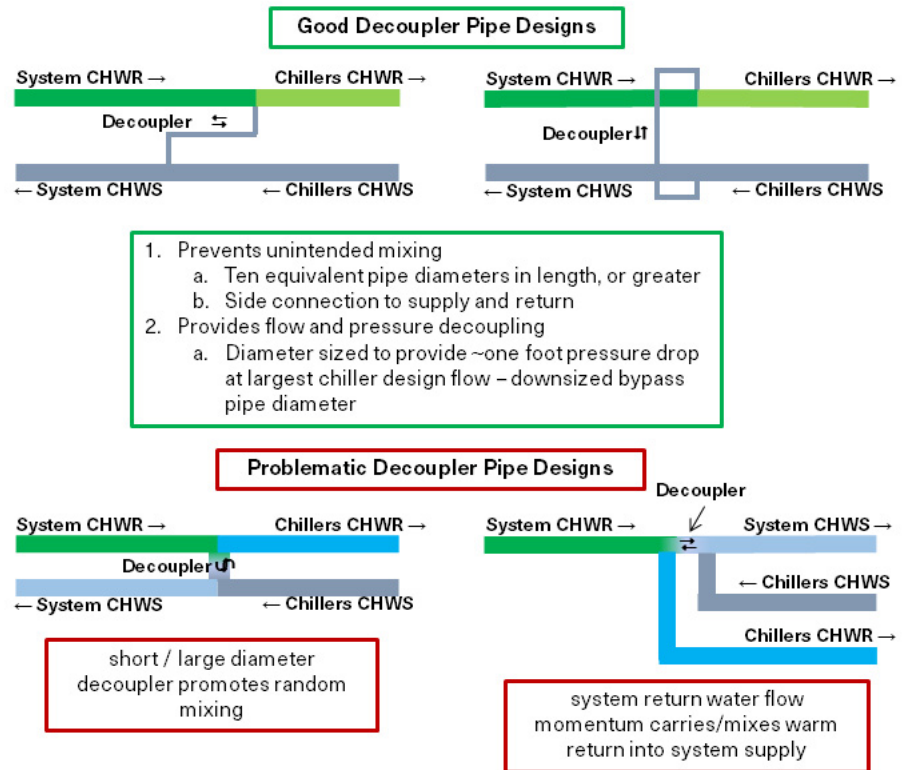 Good Decoupler Pipe Designs
System CHWR →
Chillers CHWR →
Decoupler ⇆
← System CHWS
← Chillers CHWS
System CHWR →
Chillers CHWR →
Decoupler⇵
← System CHWS
← Chillers CHWS
1. Prevents unintended mixing
a. Ten equivalent pipe diameters in length, or greater
b. Side connection to supply and return
2. Provides flow and pressure decoupling
a. Diameter sized to provide ~one foot pressure drop
at largest chiller design flow – downsized bypass
pipe diameter
Problematic Decoupler Pipe Designs
System CHWR →
Chillers CHWR →
Decoupler
← System CHWS
← Chillers CHWS
short / large diameter
decoupler promotes random
mixing
Decoupler
System CHWR →
System CHWS →
← Chillers CHWS
Chillers CHWR →
system return water flow
momentum carries/mixes warm
return into system supply